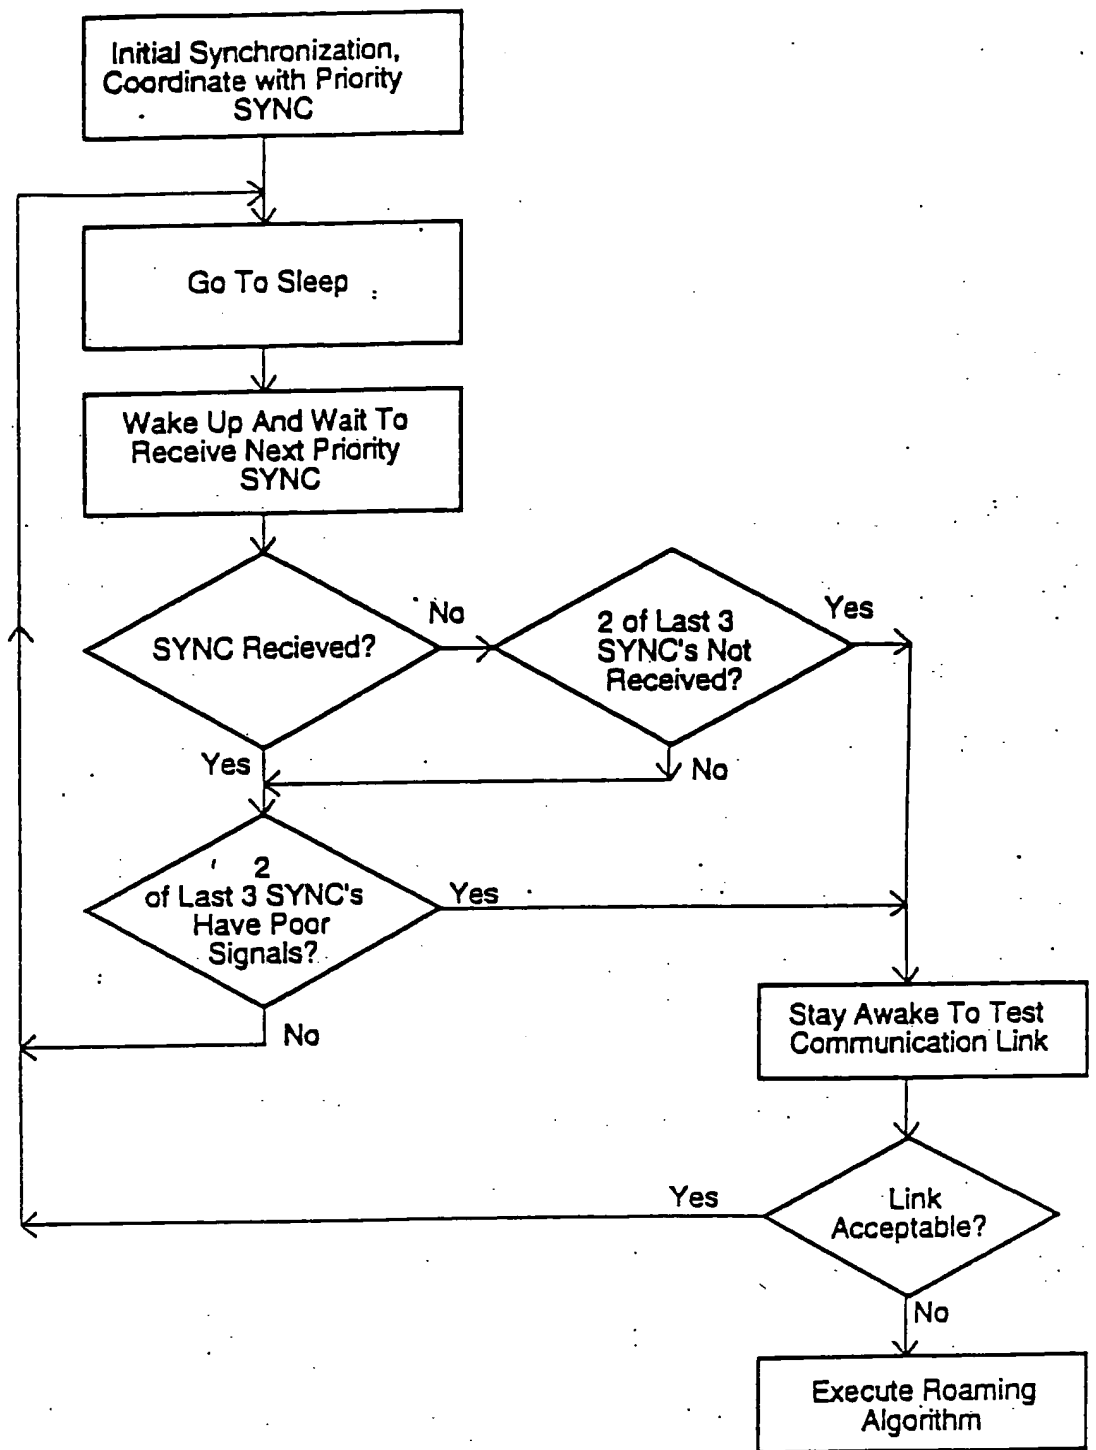 Initial Synchronization,
Coordinate with Priority
SYNC
Go To Sleep
Wake Up And Wait To
Receive Next Priority
SYNC
SYNC Recieved?
No
2 of Last 3
SYNC's Not
Received?
Yes
Yes
No
2
of Last 3 SYNC's
Have Poor
Signals?
Yes
No
Stay Awake To Test
Communication Link
Link
Acceptable?
Yes
No
Execute Roaming
Algorithm